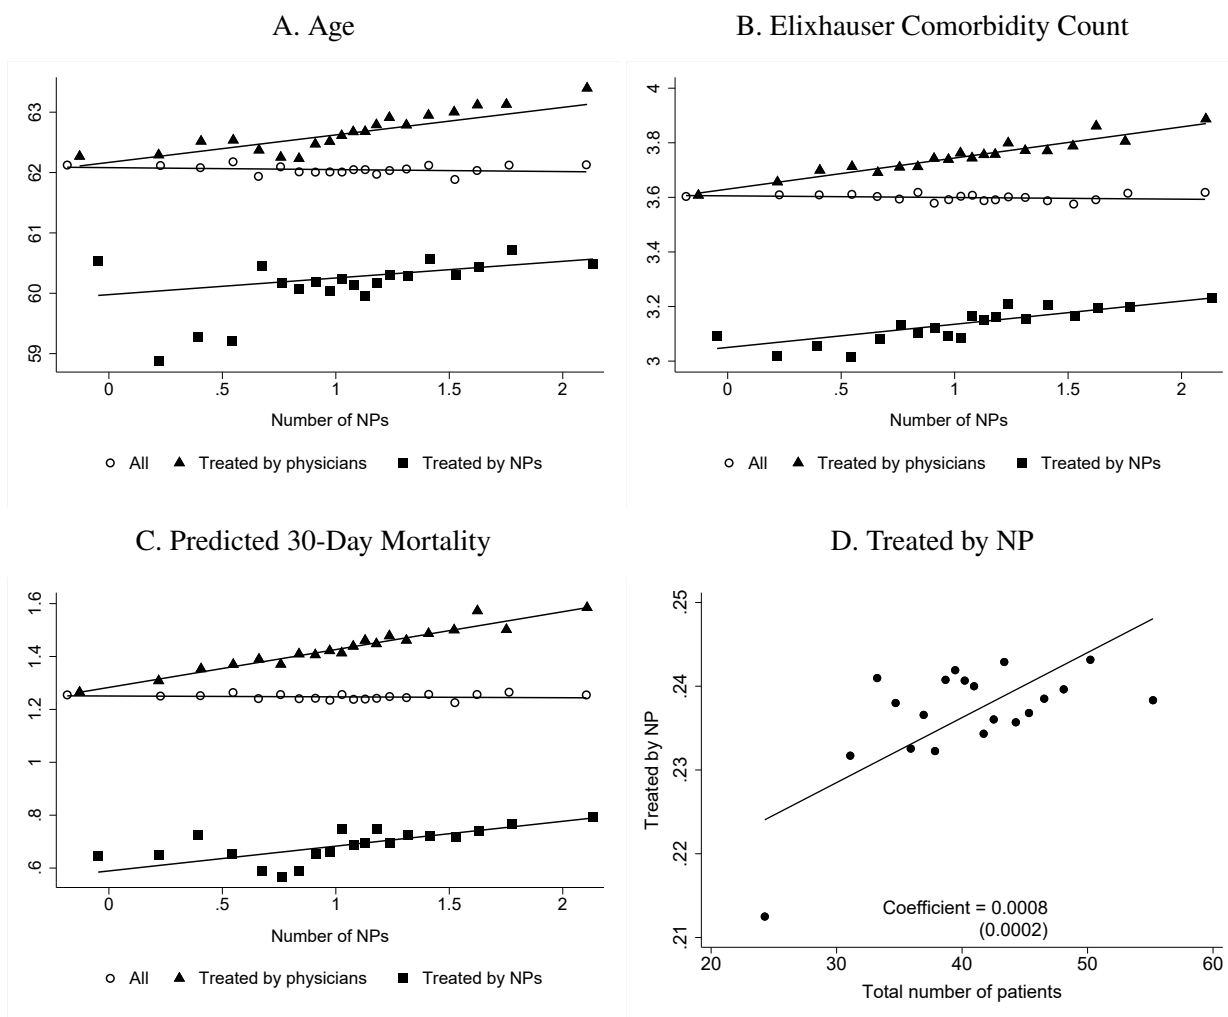 A. Age
63
62
61
60
59
0 .5 1 1.5 2
Number of NPs
All Treated by physicians Treated by NPs
B. Elixhauser Comorbidity Count
4
3.8
3.6
3.4
3.2
3
0 .5 1 1.5 2
Number of NPs
All Treated by physicians Treated by NPs
C. Predicted 30-Day Mortality
1.6
1.4
1.2
1
.8
.6
0 .5 1 1.5 2
Number of NPs
All Treated by physicians Treated by NPs
D. Treated by NP
Treated by NP
.25
.24
.23
.22
.21
Coefficient = 0.0008
(0.0002)
20 30 40 50 60
Total number of patients